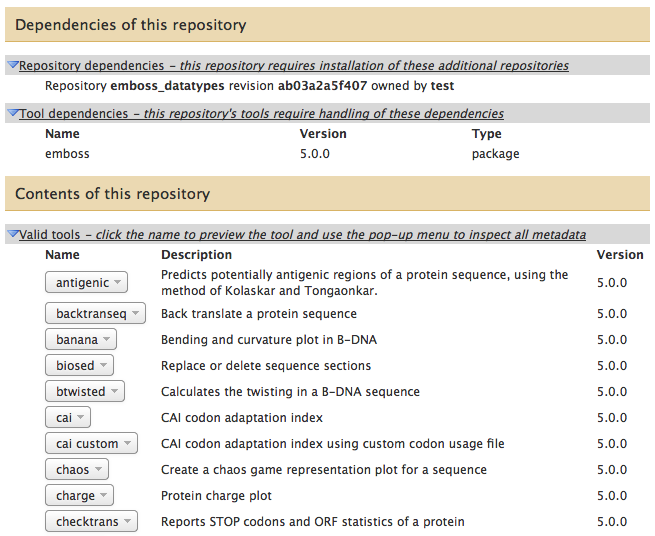 Dependencies of this repository
Repository dependencies – this repository requires installation of these additional repositories
Repository emboss_datatypes revision ab03a2a5f407 owned by test
Tool dependencies – this repository's tools require handling of these dependencies
Name Version Type
emboss 5.0.0 package
Contents of this repository
Valid tools – click the name to preview the tool and use the pop-up menu to inspect all metadata
Name Description Version
antigenic Predicts potentially antigenic regions of a protein sequence, using the 5.0.0
method of Kolaskar and Tongaonkar.
backtranseq Back translate a protein sequence 5.0.0
banana Bending and curvature plot in B-DNA 5.0.0
biosed Replace or delete sequence sections 5.0.0
btwisted Calculates the twisting in a B-DNA sequence 5.0.0
cai CAI codon adaptation index 5.0.0
cai custom CAI codon adaptation index using custom codon usage file 5.0.0
chaos Create a chaos game representation plot for a sequence 5.0.0
charge Protein charge plot 5.0.0
checktrans Reports STOP codons and ORF statistics of a protein 5.0.0